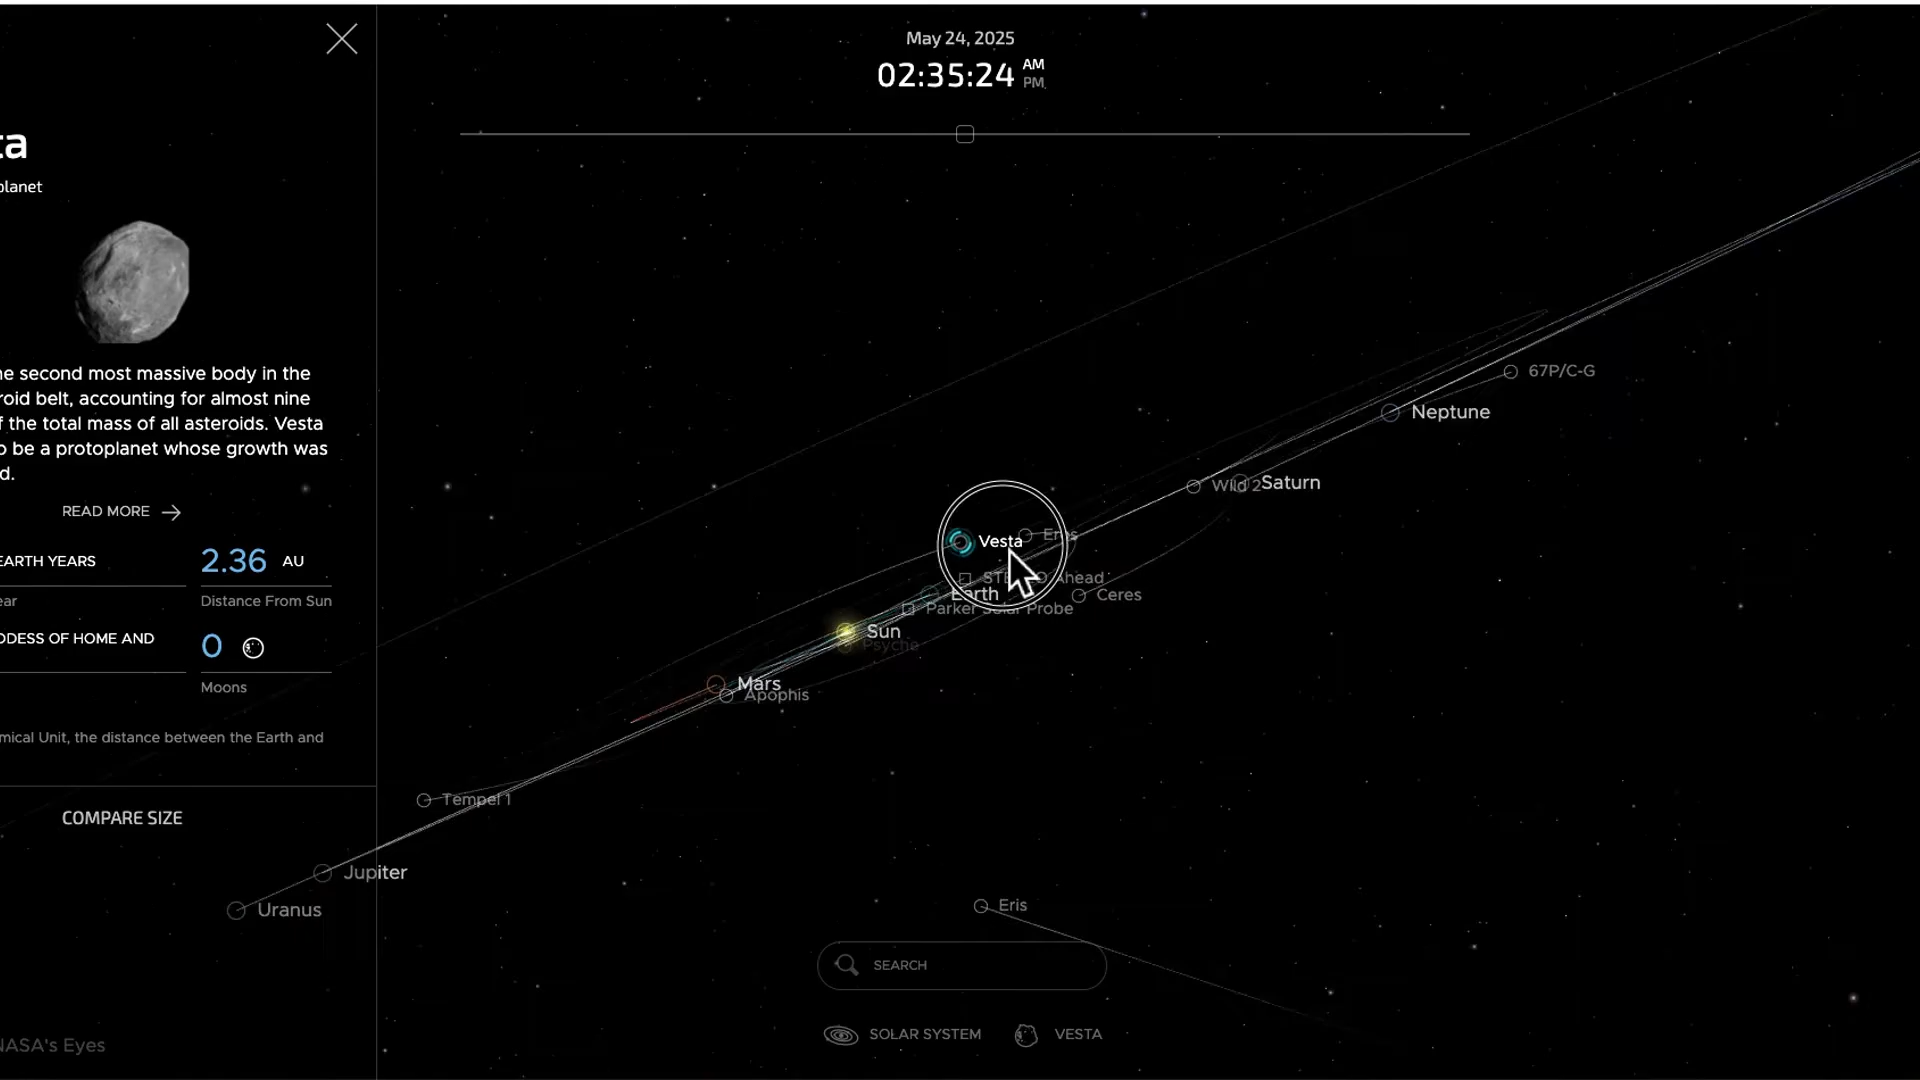 May 24, 2025
02:35:24 AM
PM
ta
planet
ne second most massive body in the
roid belt, accounting for almost nine
f the total mass of all asteroids. Vesta
o be a protoplanet whose growth was
d.
READ MORE
EARTH YEARS
2.36 AU
ear
Distance From Sun
ODESS OF HOME AND
0
Moons
mical Unit, the distance between the Earth and
COMPARE SIZE
NASA's Eyes
67P/C-G
Neptune
Wild 2
Saturn
Vesta
Ahead
Earth
Ceres
Parker Solar Probe
Sun
Psyche
Mars
Apophis
Tempel 1
Jupiter
Uranus
Eris
SEARCH
SOLAR SYSTEM
VESTA